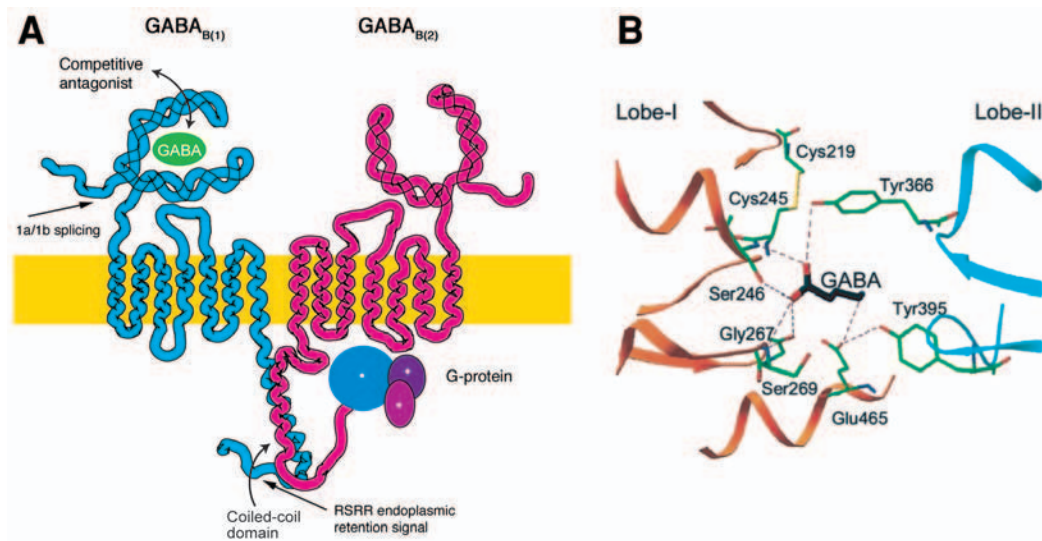 A
GABAB(1)
GABAB(2)
Competitive
antagonist
GABA
1a/1b splicing
G-protein
Coiled-coil
domain
RSRR endoplasmic
retention signal
B
Lobe-I
Lobe-II
Cys219
Cys245
Tyr366
Ser246
GABA
Tyr395
Gly267
Ser269
Glu465